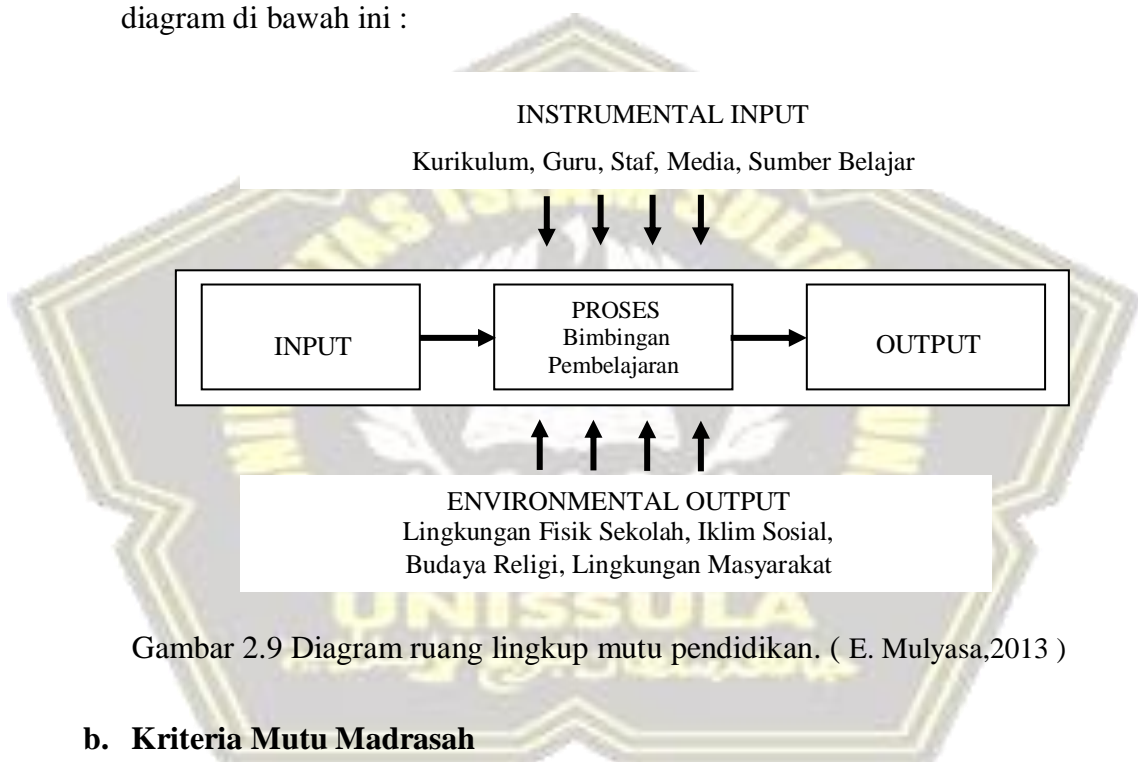 diagram di bawah ini :
INSTRUMENTAL INPUT
Kurikulum, Guru, Staf, Media, Sumber Belajar
INPUT
PROSES
Bimbingan
Pembelajaran
OUTPUT
ENVIRONMENTAL OUTPUT
Lingkungan Fisik Sekolah, Iklim Sosial,
Budaya Religi, Lingkungan Masyarakat
UNISSULA
Gambar 2.9 Diagram ruang lingkup mutu pendidikan. ( E. Mulyasa,2013 )
b. Kriteria Mutu Madrasah